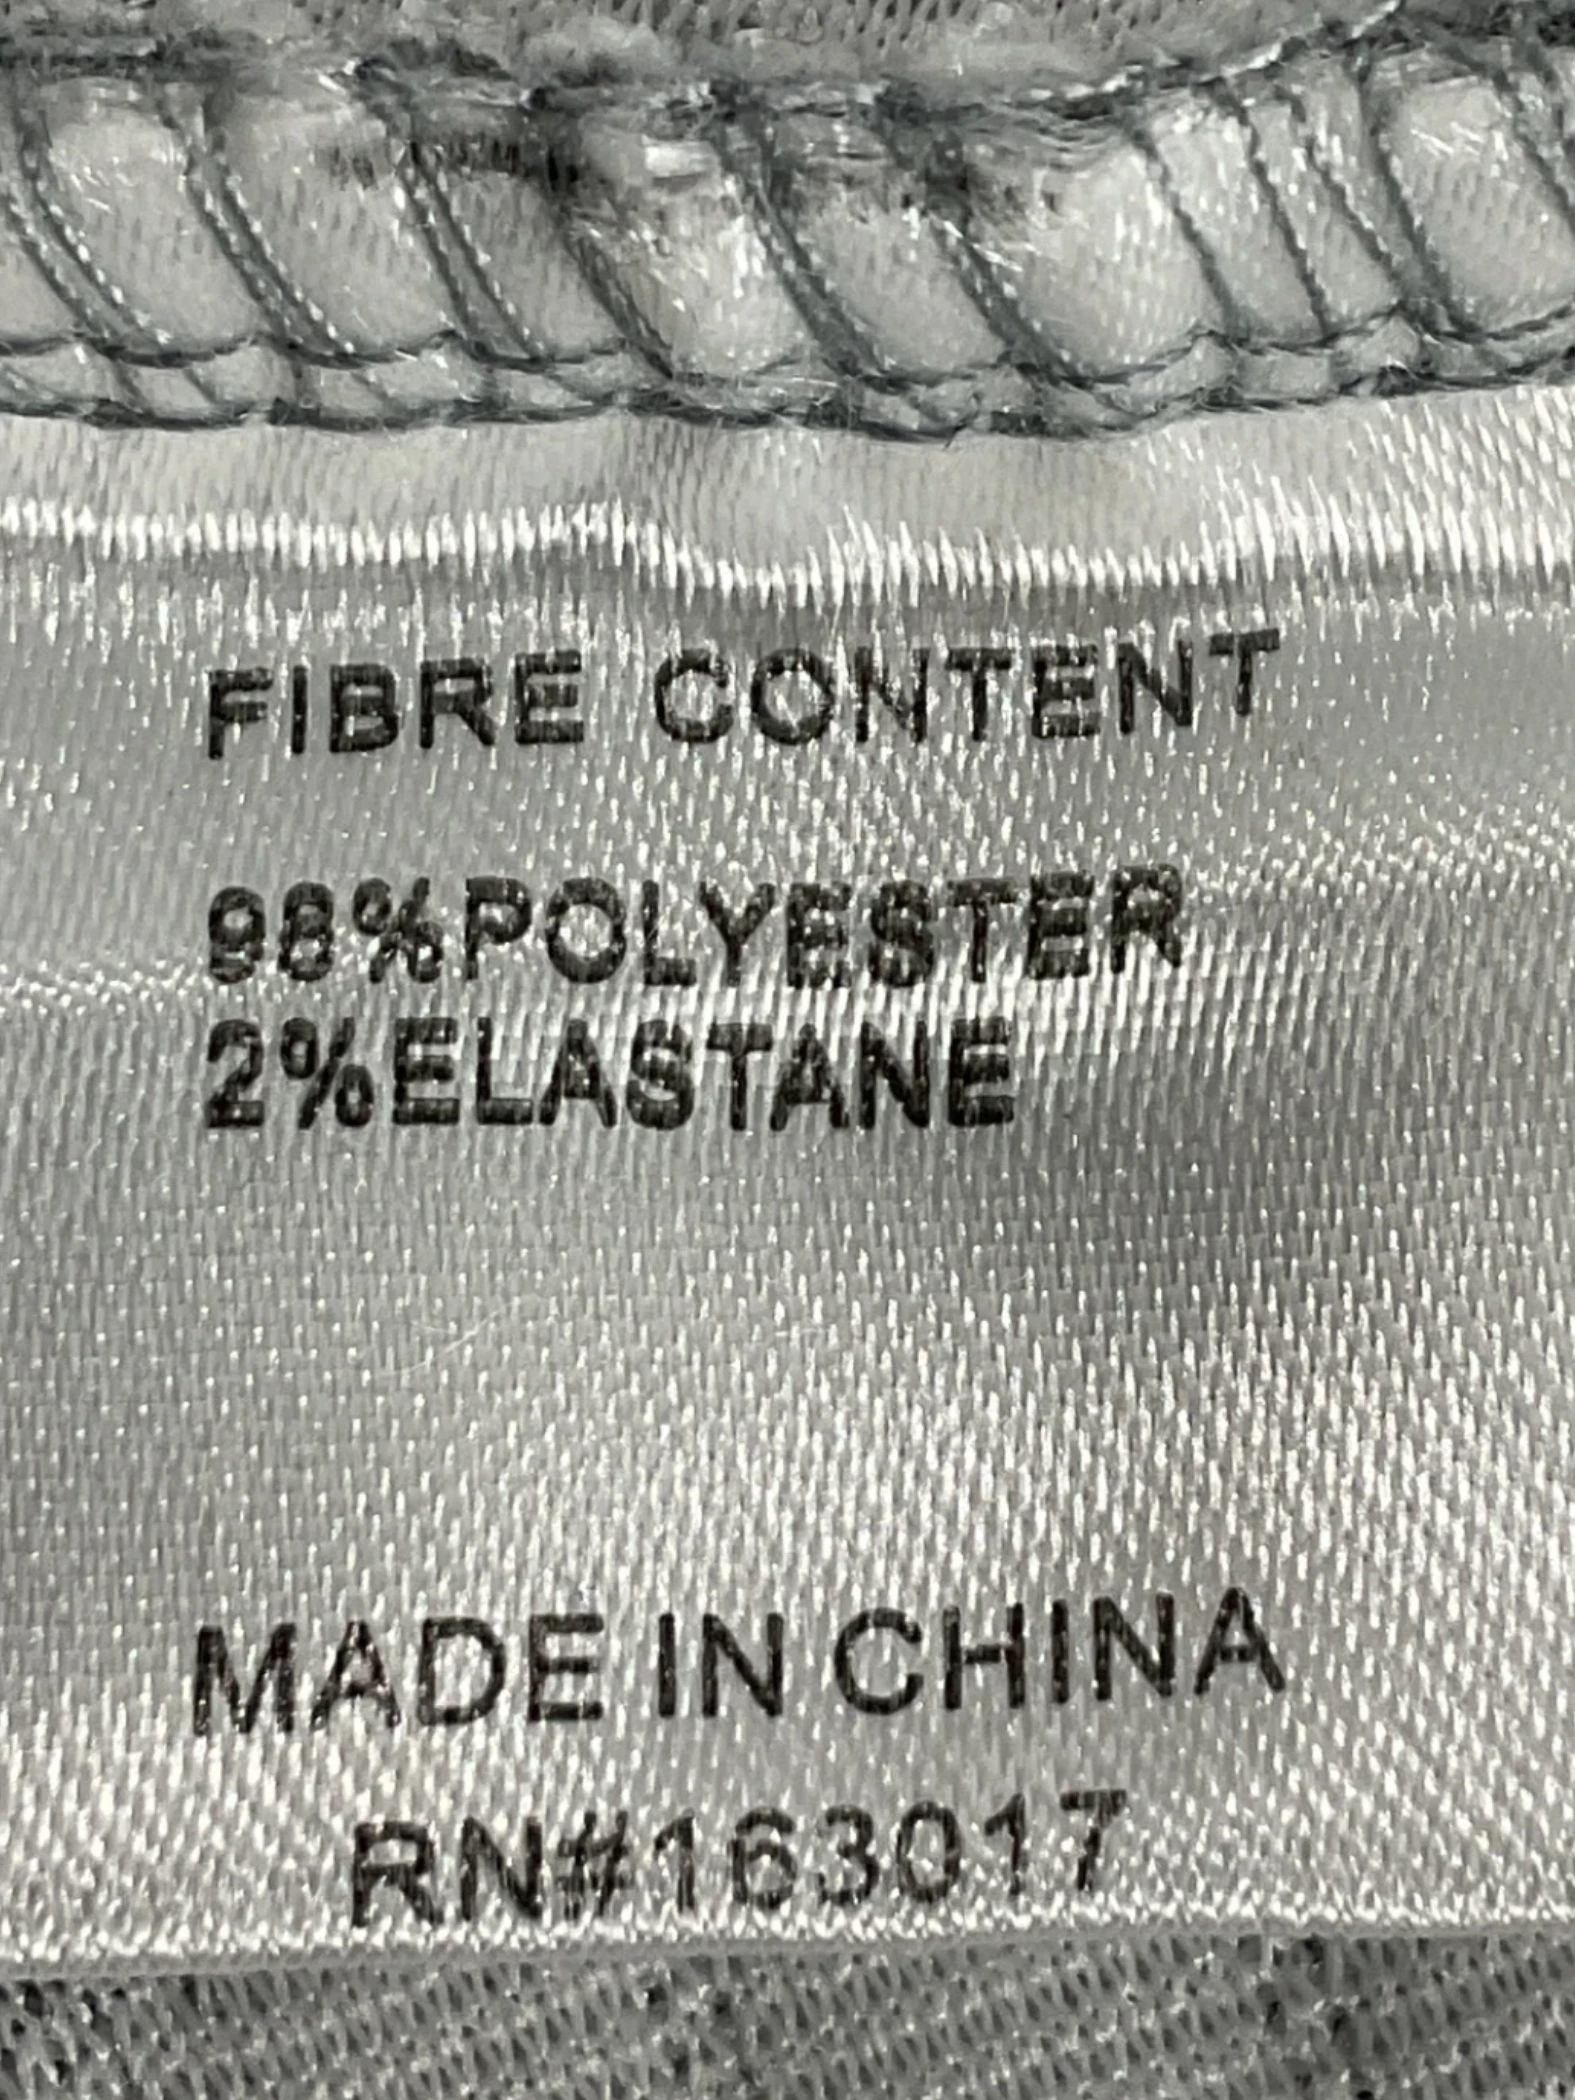 FIBRE CONTENT
98%POLYESTER
2%ELASTANE
MADE IN CHINA
RN#163017